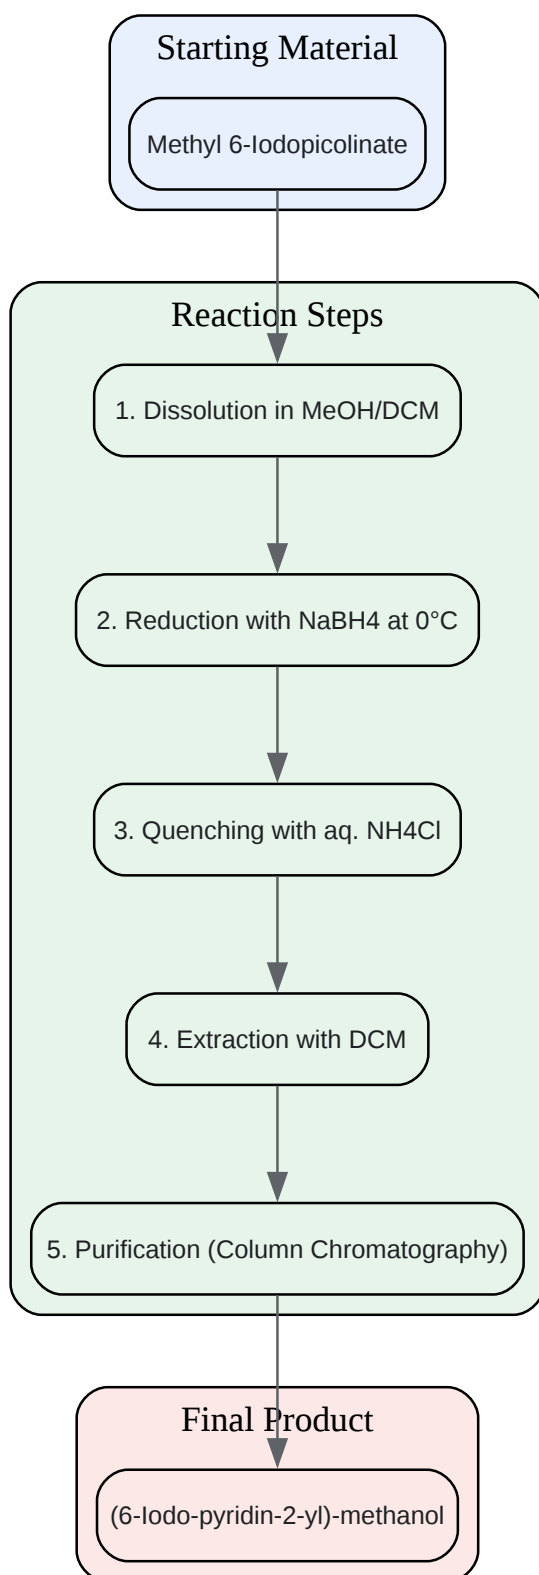 Starting Material
Methyl 6-Iodopicolinate
Reaction Steps
1. Dissolution in MeOH/DCM
2. Reduction with NaBH4 at 0°C
3. Quenching with aq. NH4Cl
4. Extraction with DCM
5. Purification (Column Chromatography)
Final Product
(6-Iodo-pyridin-2-yl)-methanol